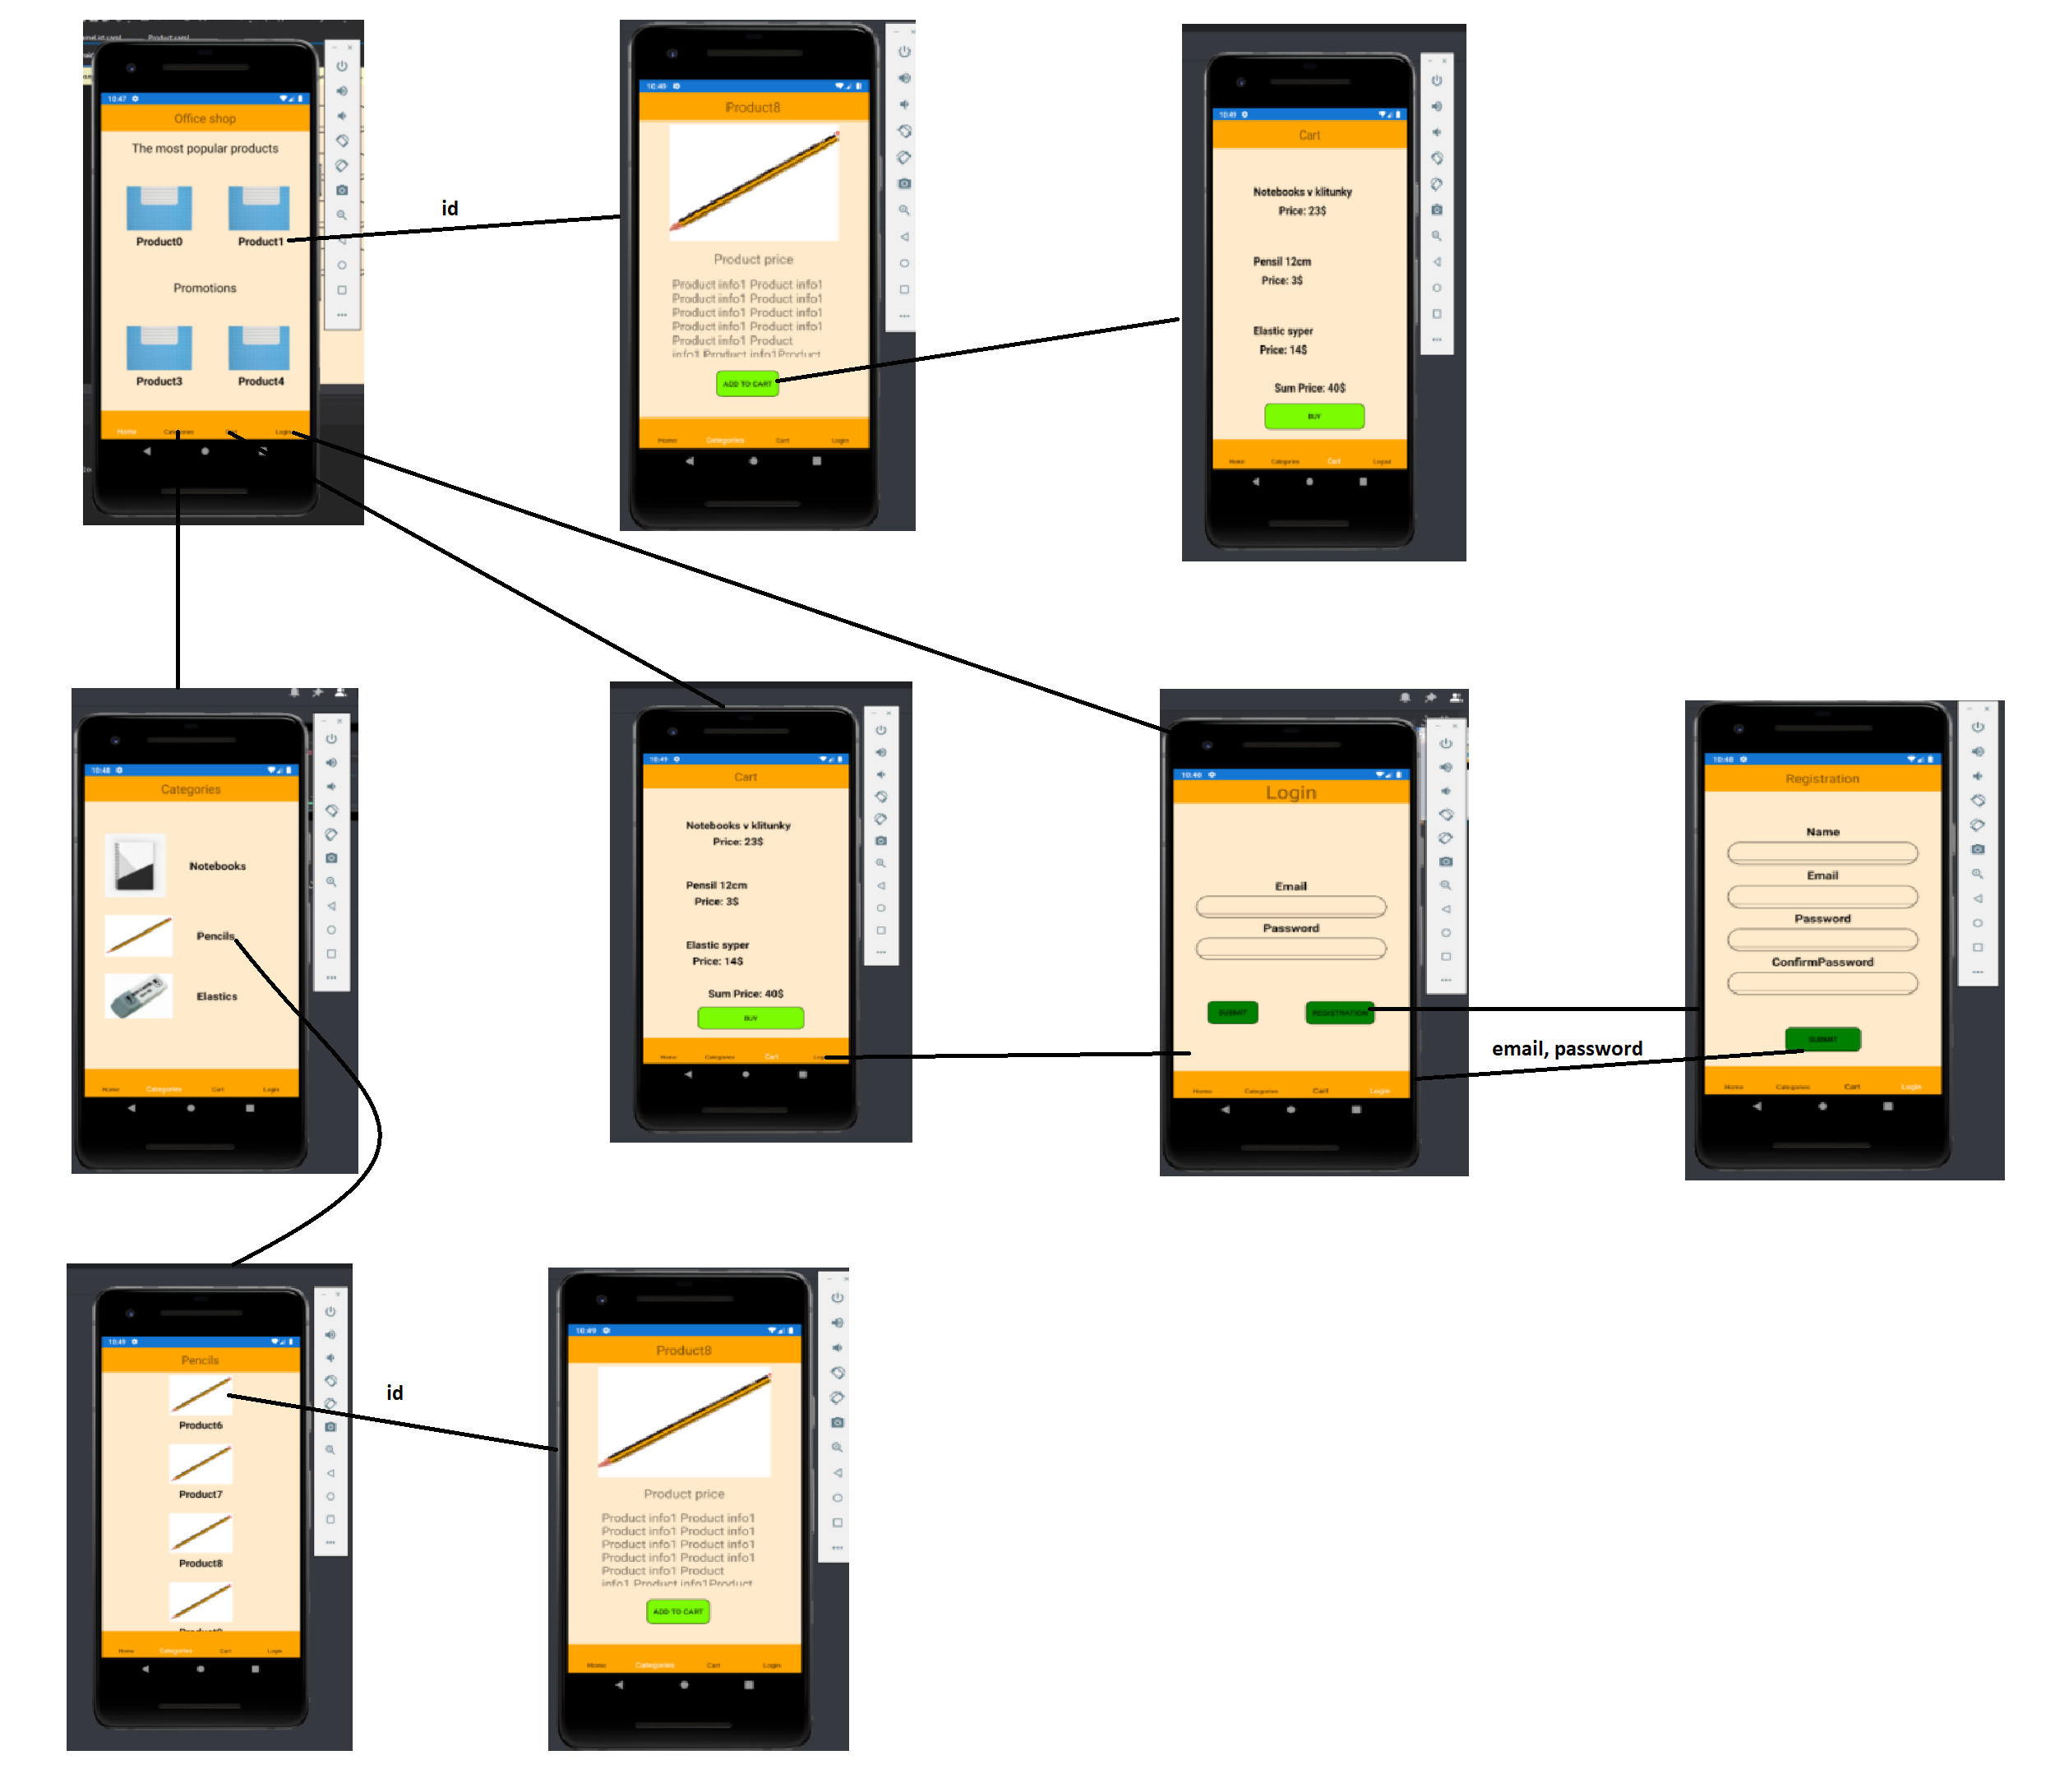 Product.xaml
10:47
Office shop
The most popular products
Product0
Product1
Promotions
Product3
Product4
Home
Categories
Login
id
10:49
Product8
Product price
Product info1 Product info1
Product info1 Product info1
Product info1 Product info1
Product info1 Product info1
Product info1 Product
info1 Product info1Product
ADD TO CART
Home
Categories
Cart
Login
10:49
Cart
Notebooks v klitunky
Price: 23$
Pensil 12cm
Price: 3$
Elastic syper
Price: 14$
Sum Price: 40$
BUY
Home
Categories
Cart
Logout
10:48
Categories
Notebooks
Pencils
Elastics
Home
Categories
Cart
Login
10:49
Cart
Notebooks v klitunky
Price: 23$
Pensil 12cm
Price: 3$
Elastic syper
Price: 14$
Sum Price: 40$
BUY
Home
Categories
Cart
10:48
Login
Email
Password
SUBMIT
REGISTRATION
Home
Categories
Cart
Login
email, password
10:48
Registration
Name
Email
Password
ConfirmPassword
SUBMIT
Home
Categories
Cart
Login
10:49
Pencils
Product6
Product7
Product8
Product9
Home
Categories
Cart
Login
id
10:49
Product8
Product price
Product info1 Product info1
Product info1 Product info1
Product info1 Product info1
Product info1 Product info1
Product info1 Product
info1 Product info1Product
ADD TO CART
Home
Categories
Cart
Login